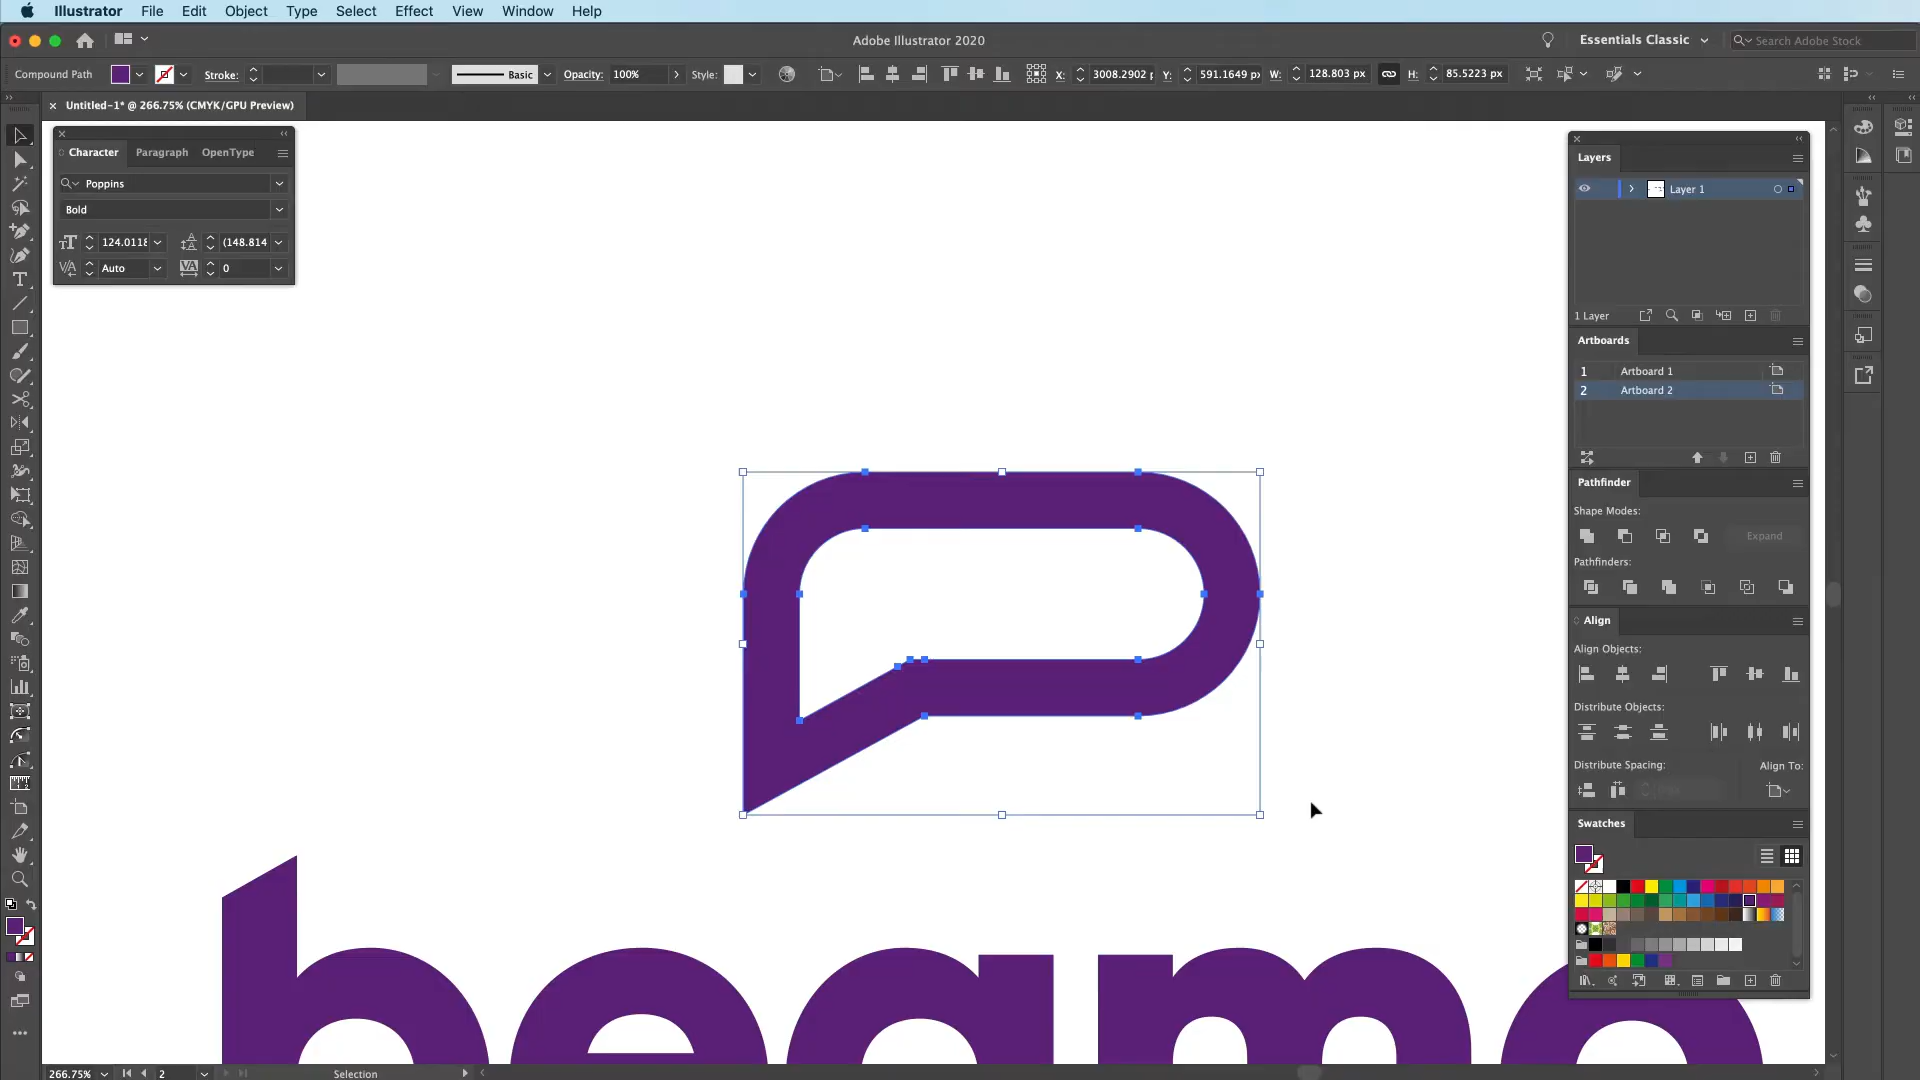 Illustrator File Edit Object Type Select Effect View Window Help
Adobe Illustrator 2020
Essentials Classic
Search Adobe Stock
Compound Path
Stroke:
Basic
Opacity: 100%
Style:
X: 3008.2902 p
Y: 591.1649 px
W: 128.803 px
H: 85.5223 px
Untitled-1* @ 266.75% (CMYK/GPU Preview)
Character Paragraph OpenType
Poppins
Bold
124.0118
(148.814
Auto
0
Layers
Layer 1
1 Layer
Artboards
1 Artboard 1
2 Artboard 2
Pathfinder
Shape Modes:
Expand
Pathfinders:
Align
Align Objects:
Distribute Objects:
Distribute Spacing:
Align To:
Swatches
beamo
266.75%
2
Selection